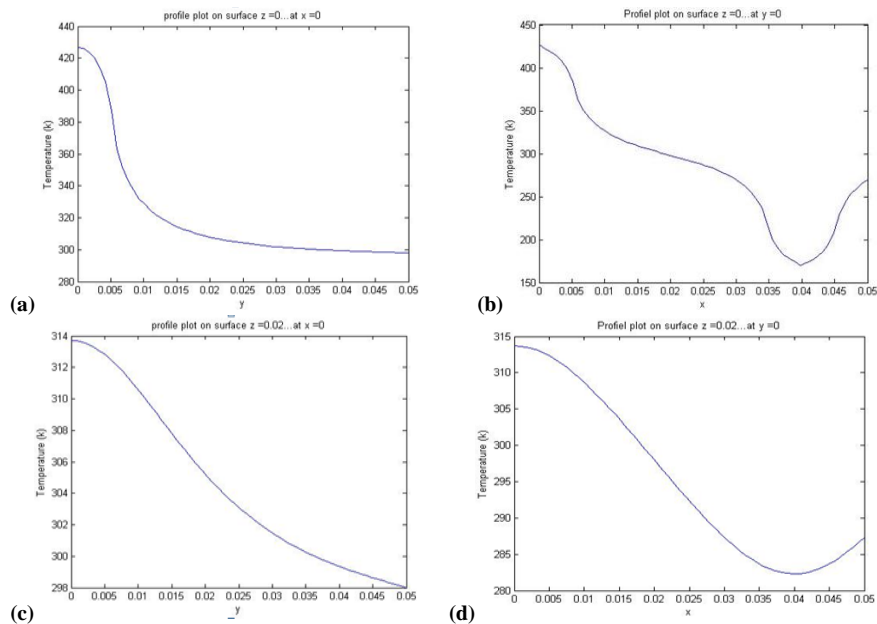 profile plot on surface z =0...at x =0
Temperature (k)
440
420
400
380
360
340
320
300
280
0 0.005 0.01 0.015 0.02 0.025 0.03 0.035 0.04 0.045 0.05
y
(a)
Profiel plot on surface z =0...at y =0
Temperature (k)
450
400
350
300
250
200
150
0 0.005 0.01 0.015 0.02 0.025 0.03 0.035 0.04 0.045 0.05
x
(b)
profile plot on surface z =0.02...at x =0
Temperature (k)
314
312
310
308
306
304
302
300
298
0 0.005 0.01 0.015 0.02 0.025 0.03 0.035 0.04 0.045 0.05
y
(c)
Profiel plot on surface z =0.02...at y =0
Temperature (k)
315
310
305
300
295
290
285
280
0 0.005 0.01 0.015 0.02 0.025 0.03 0.035 0.04 0.045 0.05
x
(d)